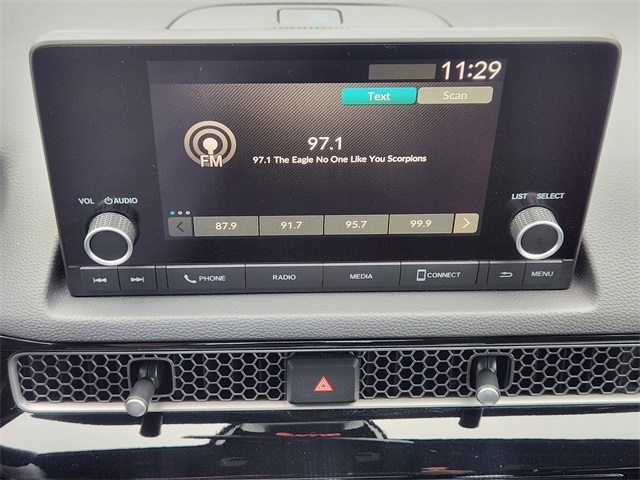 11:29
Text Scan
97.1
FM
97.1 The Eagle No One Like You Scorpions
VOL AUDIO
LIST SELECT
87.9 91.7 95.7 99.9
PHONE RADIO MEDIA CONNECT MENU